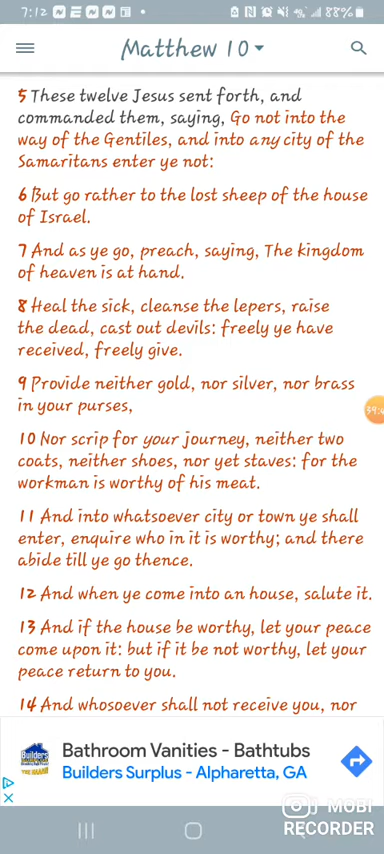 7:12
88%
Matthew 10
5 These twelve Jesus sent forth, and
commanded them, saying, Go not into the
way of the Gentiles, and into any city of the
Samaritans enter ye not:
6 But go rather to the lost sheep of the house
of Israel.
7 And as ye go, preach, saying, The kingdom
of heaven is at hand.
8 Heal the sick, cleanse the lepers, raise
the dead, cast out devils: freely ye have
received, freely give.
9 Provide neither gold, nor silver, nor brass
in your purses,
10 Nor scrip for your journey, neither two
coats, neither shoes, nor yet staves: for the
workman is worthy of his meat.
11 And into whatsoever city or town ye shall
enter, enquire who in it is worthy; and there
abide till ye go thence.
12 And when ye come into an house, salute it.
13 And if the house be worthy, let your peace
come upon it: but if it be not worthy, let your
peace return to you.
14 And whosoever shall not receive you, nor
Bathroom Vanities - Bathtubs
Builders Surplus - Alpharetta, GA
Builders
MOBI
RECORDER